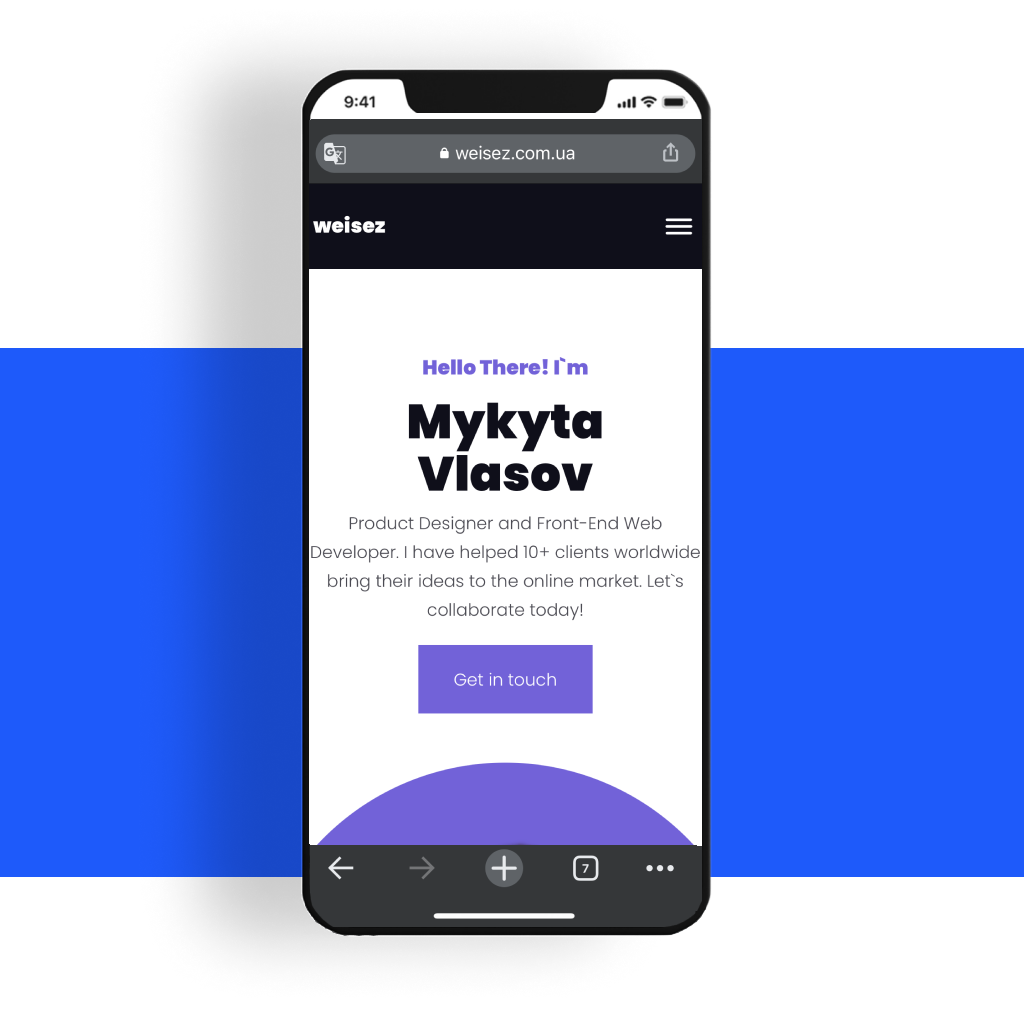 9:41
weisez.com.ua
weisez
Hello There! I`m
Mykyta
Vlasov
Product Designer and Front-End Web
Developer. I have helped 10+ clients worldwide
bring their ideas to the online market. Let`s
collaborate today!
Get in touch
7